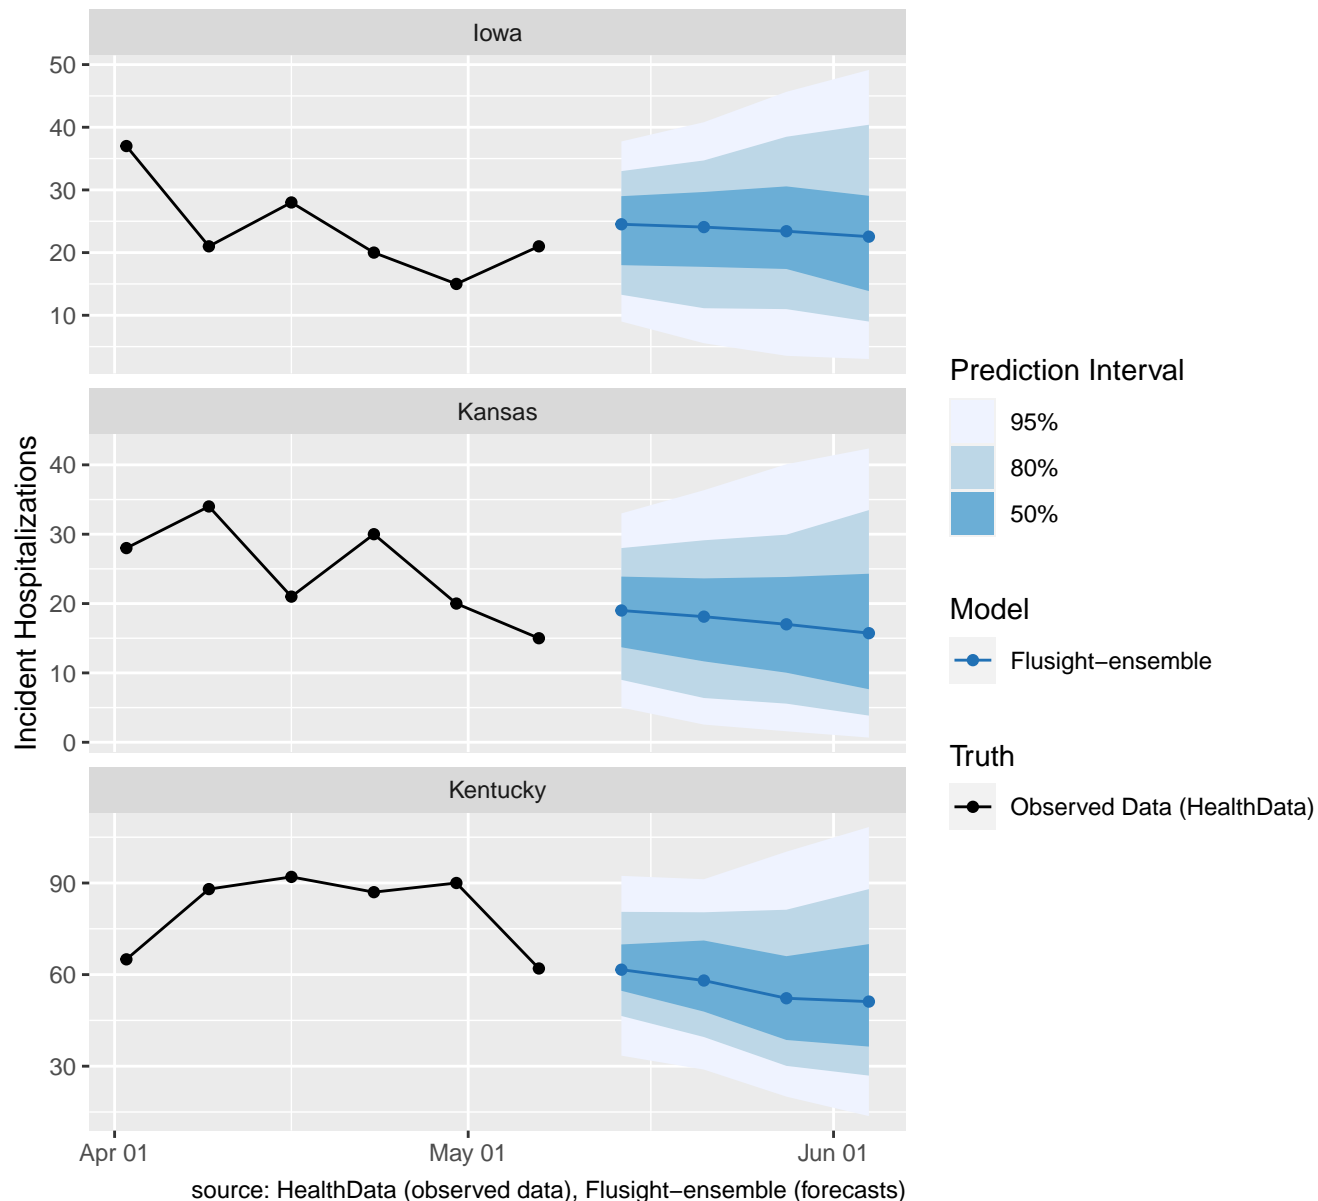 Iowa
50
40
30
20
10
Kansas
40
30
20
10
0
Kentucky
90
60
30
Incident Hospitalizations
Apr 01
May 01
Jun 01
source: HealthData (observed data), Flusight−ensemble (forecasts)
Prediction Interval
95%
80%
50%
Model
Flusight−ensemble
Truth
Observed Data (HealthData)